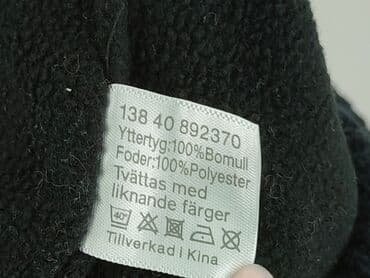 138 40 892370
Yttertyg:100%Bomull
Foder:100%Polyester
Tvättas med
liknande färger
40°
Tillverkad i Kina